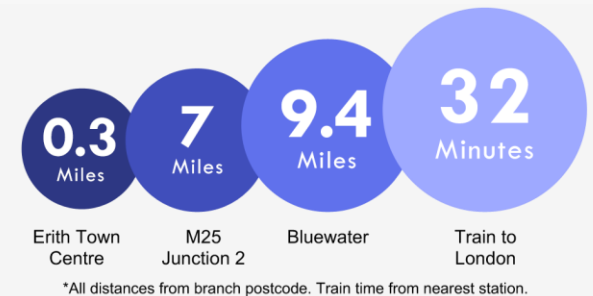 0.3
Miles
7
Miles
9.4
Miles
32
Minutes
Erith Town
Centre
M25
Junction 2
Bluewater
Train to
London
*All distances from branch postcode. Train time from nearest station.